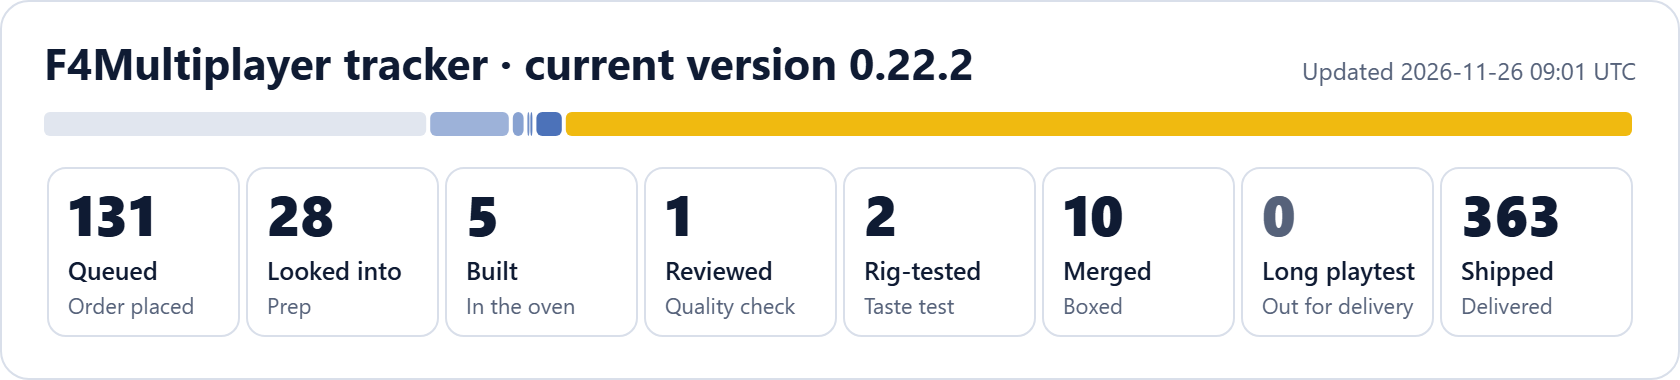 F4Multiplayer tracker · current version 0.22.2
Updated 2026-11-26 09:01 UTC
131
Queued
Order placed
28
Looked into
Prep
5
Built
In the oven
1
Reviewed
Quality check
2
Rig-tested
Taste test
10
Merged
Boxed
0
Long playtest
Out for delivery
363
Shipped
Delivered